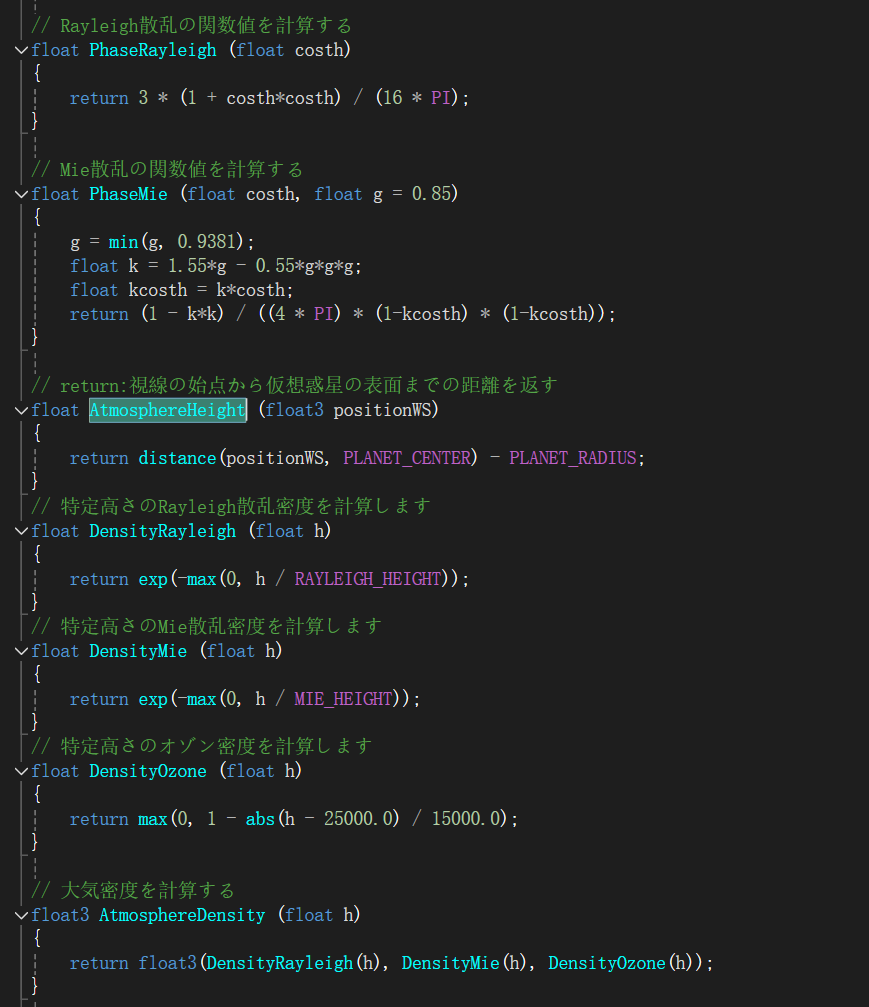 // Rayleigh散乱の関数値を計算する
float PhaseRayleigh (float costh)
{
return 3 * (1 + costh*costh) / (16 * PI);
}
// Mie散乱の関数値を計算する
float PhaseMie (float costh, float g = 0.85)
{
g = min(g, 0.9381);
float k = 1.55*g - 0.55*g*g*g;
float kcosth = k*costh;
return (1 - k*k) / ((4 * PI) * (1-kcosth) * (1-kcosth));
}
// return:視線の始点から仮想惑星の表面までの距離を返す
float AtmosphereHeight (float3 positionWS)
{
return distance(positionWS, PLANET_CENTER) - PLANET_RADIUS;
}
// 特定高さのRayleigh散乱密度を計算します
float DensityRayleigh (float h)
{
return exp(-max(0, h / RAYLEIGH_HEIGHT));
}
// 特定高さのMie散乱密度を計算します
float DensityMie (float h)
{
return exp(-max(0, h / MIE_HEIGHT));
}
// 特定高さのオゾン密度を計算します
float DensityOzone (float h)
{
return max(0, 1 - abs(h - 25000.0) / 15000.0);
}
// 大気密度を計算する
float3 AtmosphereDensity (float h)
{
return float3(DensityRayleigh(h), DensityMie(h), DensityOzone(h));
}